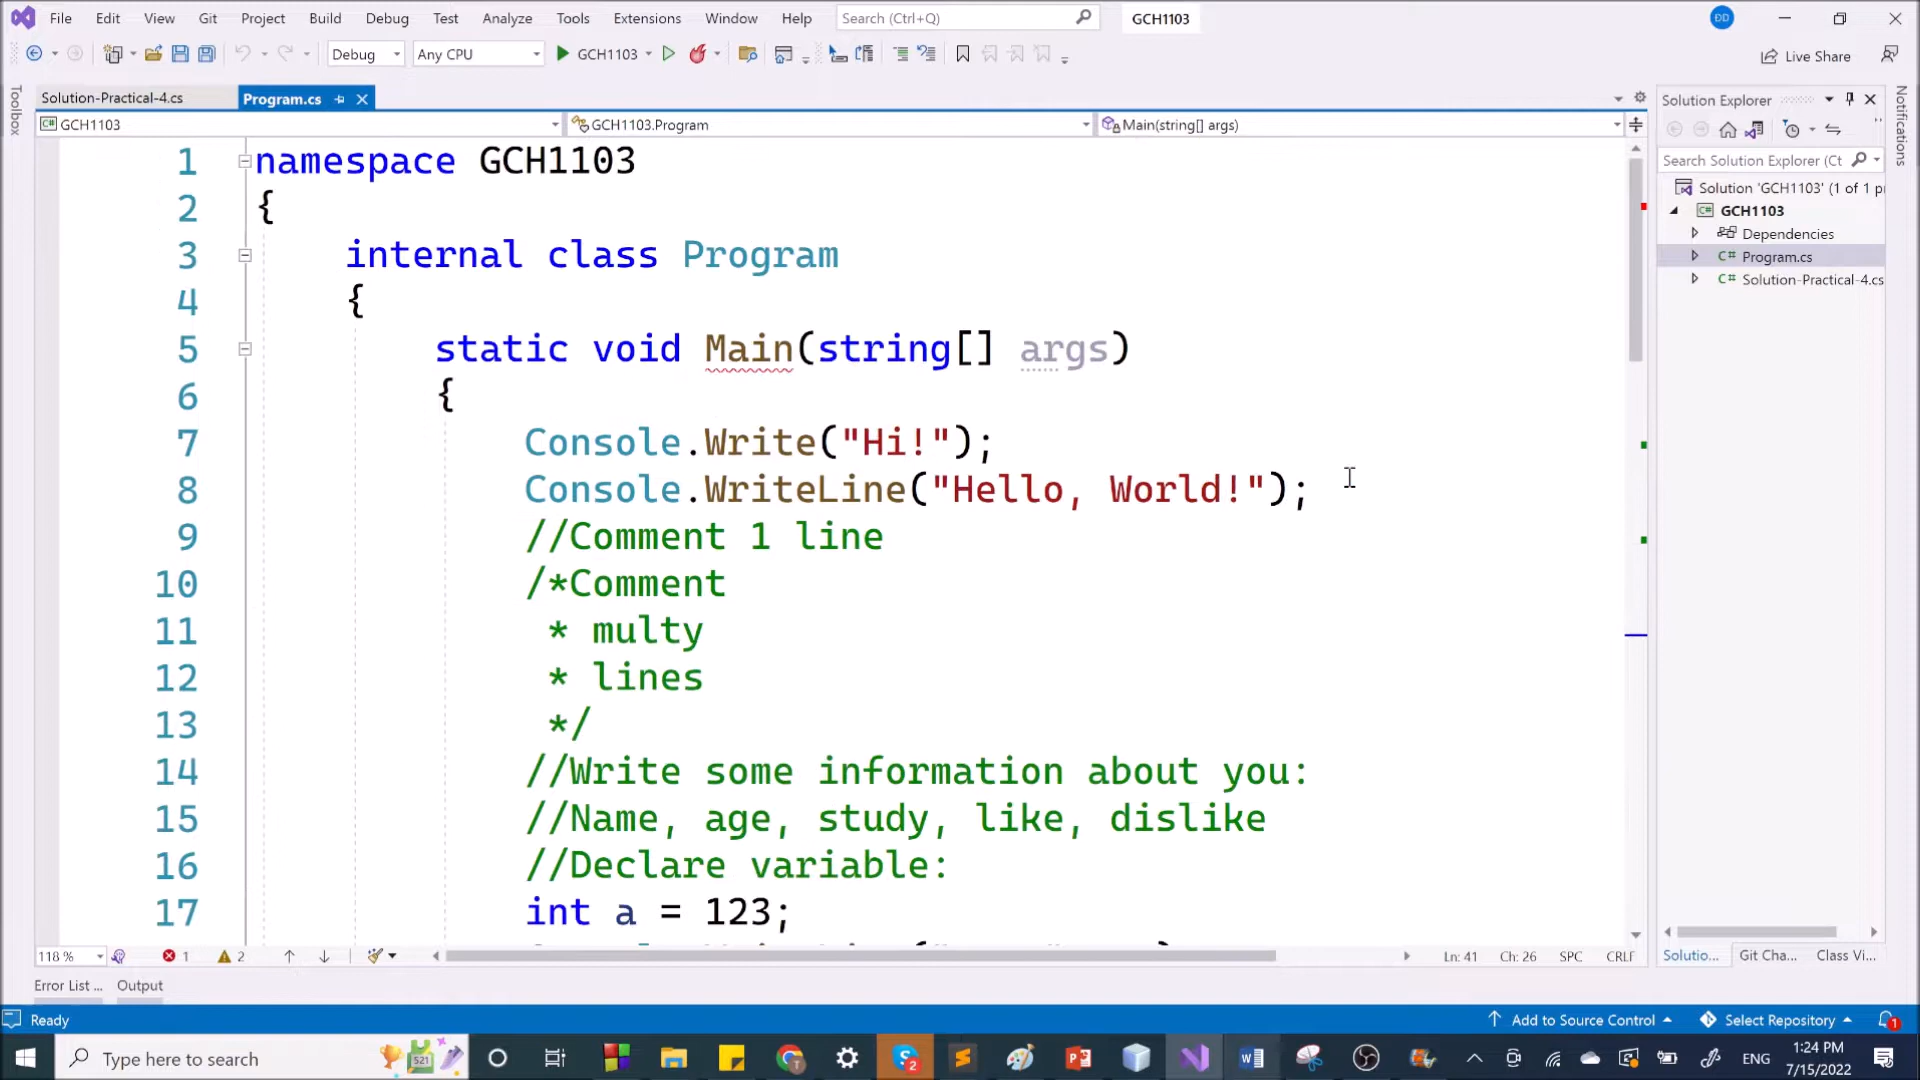 File Edit View Git Project Build Debug Test Analyze Tools Extensions Window Help Search (Ctrl+Q) GCH1103 ĐD
Debug Any CPU GCH1103 Live Share
Toolbox
Solution-Practical-4.cs Program.cs
GCH1103 GCH1103.Program Main(string[] args)
1 namespace GCH1103
2 {
3 internal class Program
4 {
5 static void Main(string[] args)
6 {
7 Console.Write("Hi!");
8 Console.WriteLine("Hello, World!");
9 //Comment 1 line
10 /*Comment
11 * multy
12 * lines
13 */
14 //Write some information about you:
15 //Name, age, study, like, dislike
16 //Declare variable:
17 int a = 123;
118 % 1 2 Ln: 41 Ch: 26 SPC CRLF
Error List ... Output
Solution Explorer
Search Solution Explorer (Ct
Solution 'GCH1103' (1 of 1 p
GCH1103
Dependencies
Program.cs
Solution-Practical-4.cs
Solutio... Git Cha... Class Vi...
Notifications
Ready Add to Source Control Select Repository 1
Type here to search ENG 1:24 PM
7/15/2022